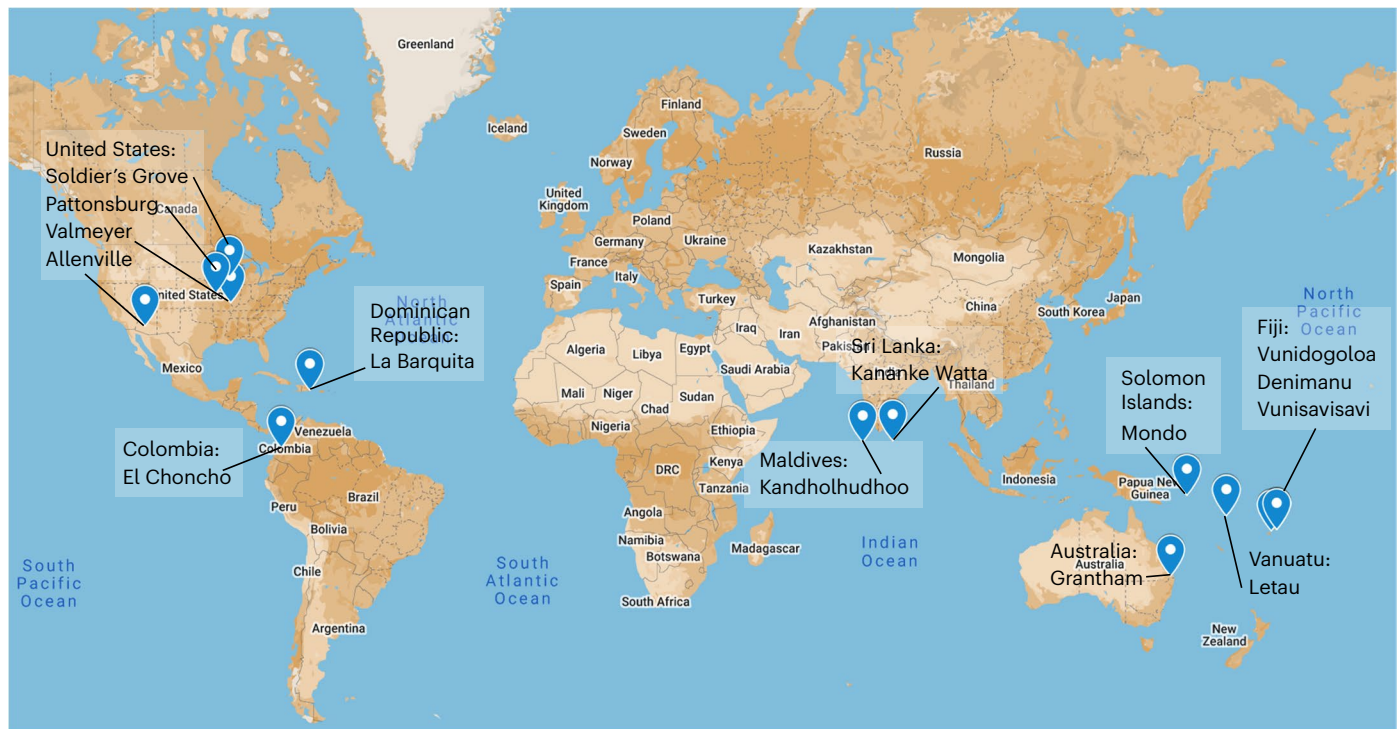 Greenland
Iceland
Finland
Sweden
Norway
Russia
United
Kingdom
Poland
Germany
Ukraine
France
Italy
Spain
Turkey
Kazakhstan
Mongolia
China
Japan
South Korea
Afghanistan
Iraq
Iran
Pakistan
Saudi Arabia
Thailand
Algeria
Libya
Egypt
Mali
Niger
Chad
Sudan
Nigeria
Ethiopia
Kenya
DRC
Tanzania
Angola
Namibia
Botswana
Madagascar
South Africa
United States:
Soldier's Grove
Pattonsburg
Canada
Valmeyer
Allenville
nited States
Mexico
North
Atlantic
Dominican
Republic:
La Barquita
Venezuela
Colombia
Colombia:
El Choncho
Peru
Brazil
Bolivia
Chile
Argentina
South
Pacific
Ocean
South
Atlantic
Ocean
Sri Lanka:
Kananke Watta
Maldives:
Kandholhudhoo
Indian
Ocean
Indonesia
Papua New
Guinea
Solomon
Islands:
Mondo
North
Pacific
Ocean
Fiji:
Vunidogoloa
Denimanu
Vunisavisavi
Australia:
Australia
Grantham
Vanuatu:
Letau
New
Zealand